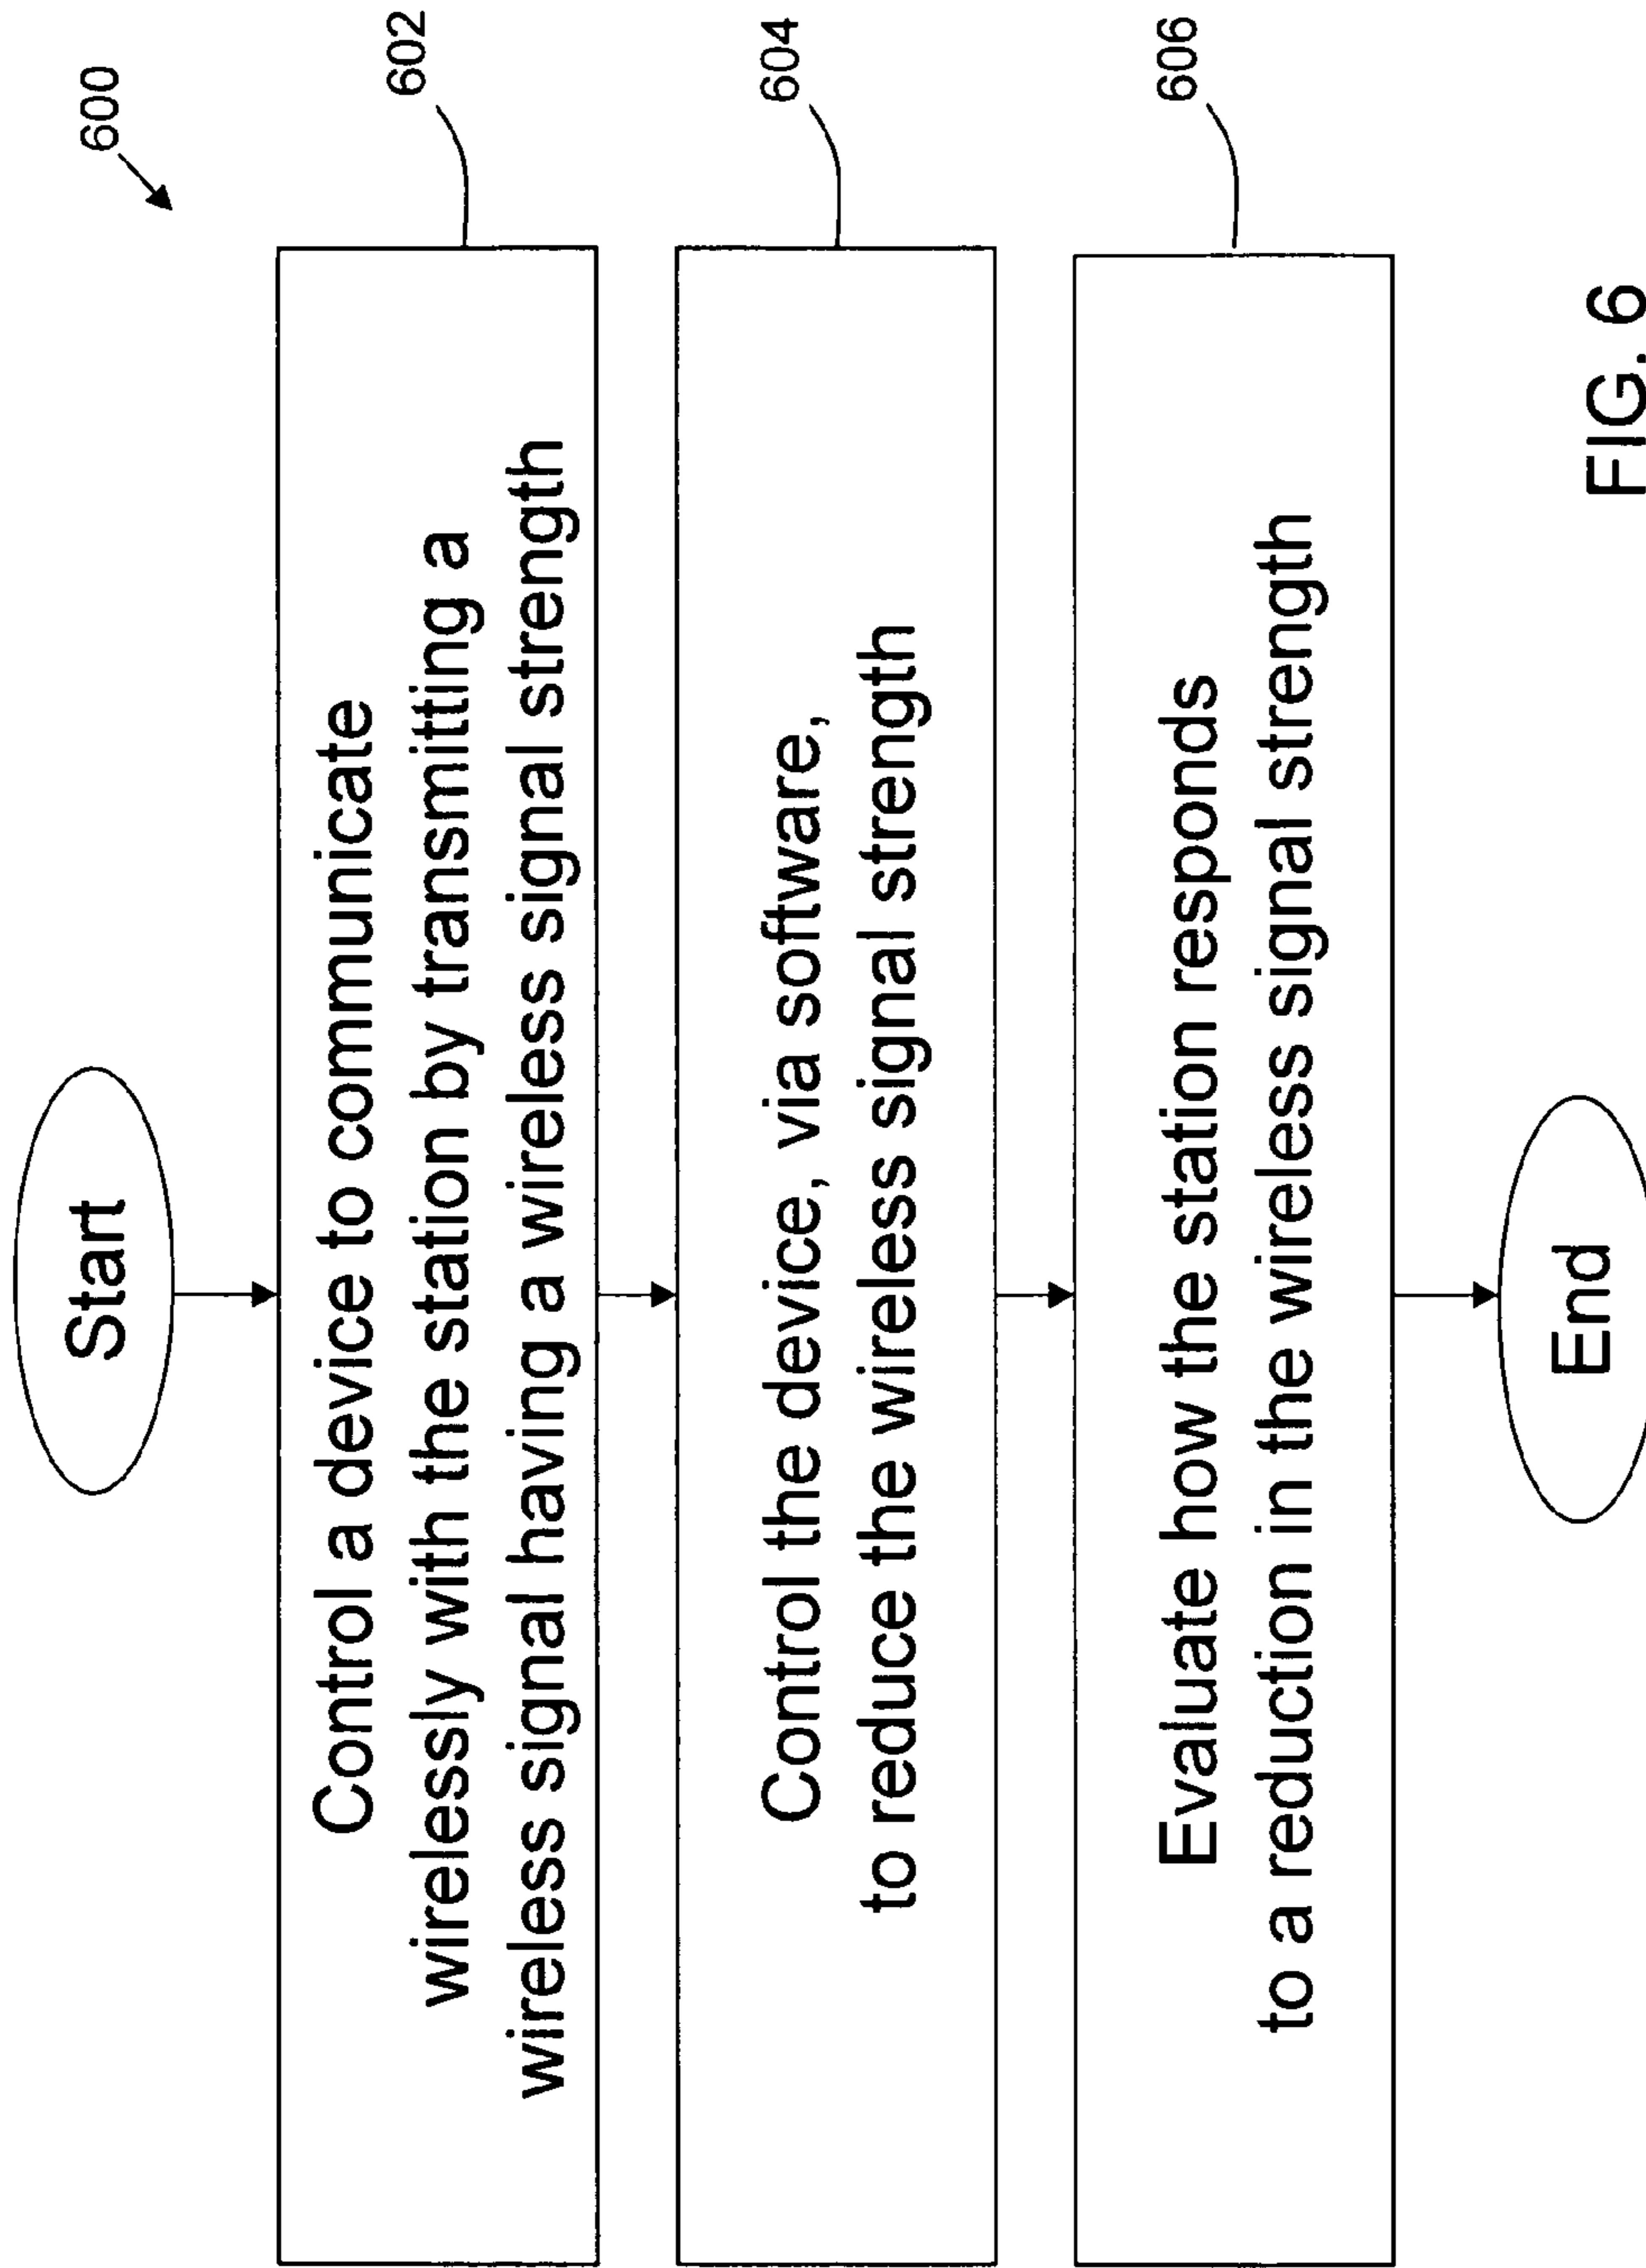 600
Start
Control a device to communicate
wirelessly with the station by transmitting a
wireless signal having a wireless signal strength
602
Control the device, via software,
to reduce the wireless signal strength
604
Evaluate how the station responds
to a reduction in the wireless signal strength
606
End
FIG. 6